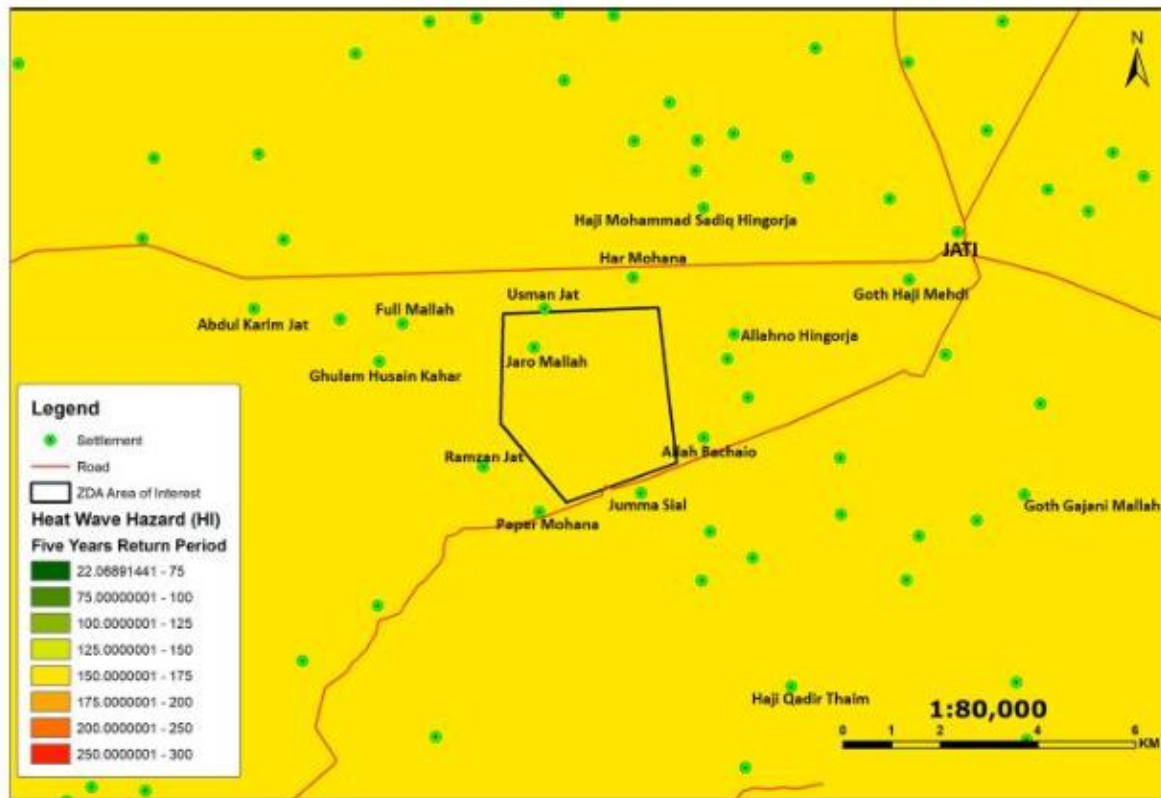 N
Haji Mohammad Sadiq Hingorja
JATI
Har Mohana
Goth Haji Mehdi
Usman Jat
Full Mallah
Abdul Karim Jat
Allahno Hingorja
Jaro Mallah
Ghulam Husain Kahar
Allah Bachaio
Ramzan Jat
Jumma Sial
Goth Gajani Mallah
Paper Mohana
Haji Qadir Thaim
1:80,000
0 1 2 4 6
KM
Legend
Settlement
Road
ZDA Area of Interest
Heat Wave Hazard (HI)
Five Years Return Period
22.06891441 - 75
75.00000001 - 100
100.0000001 - 125
125.0000001 - 150
150.0000001 - 175
175.0000001 - 200
200.0000001 - 250
250.0000001 - 300